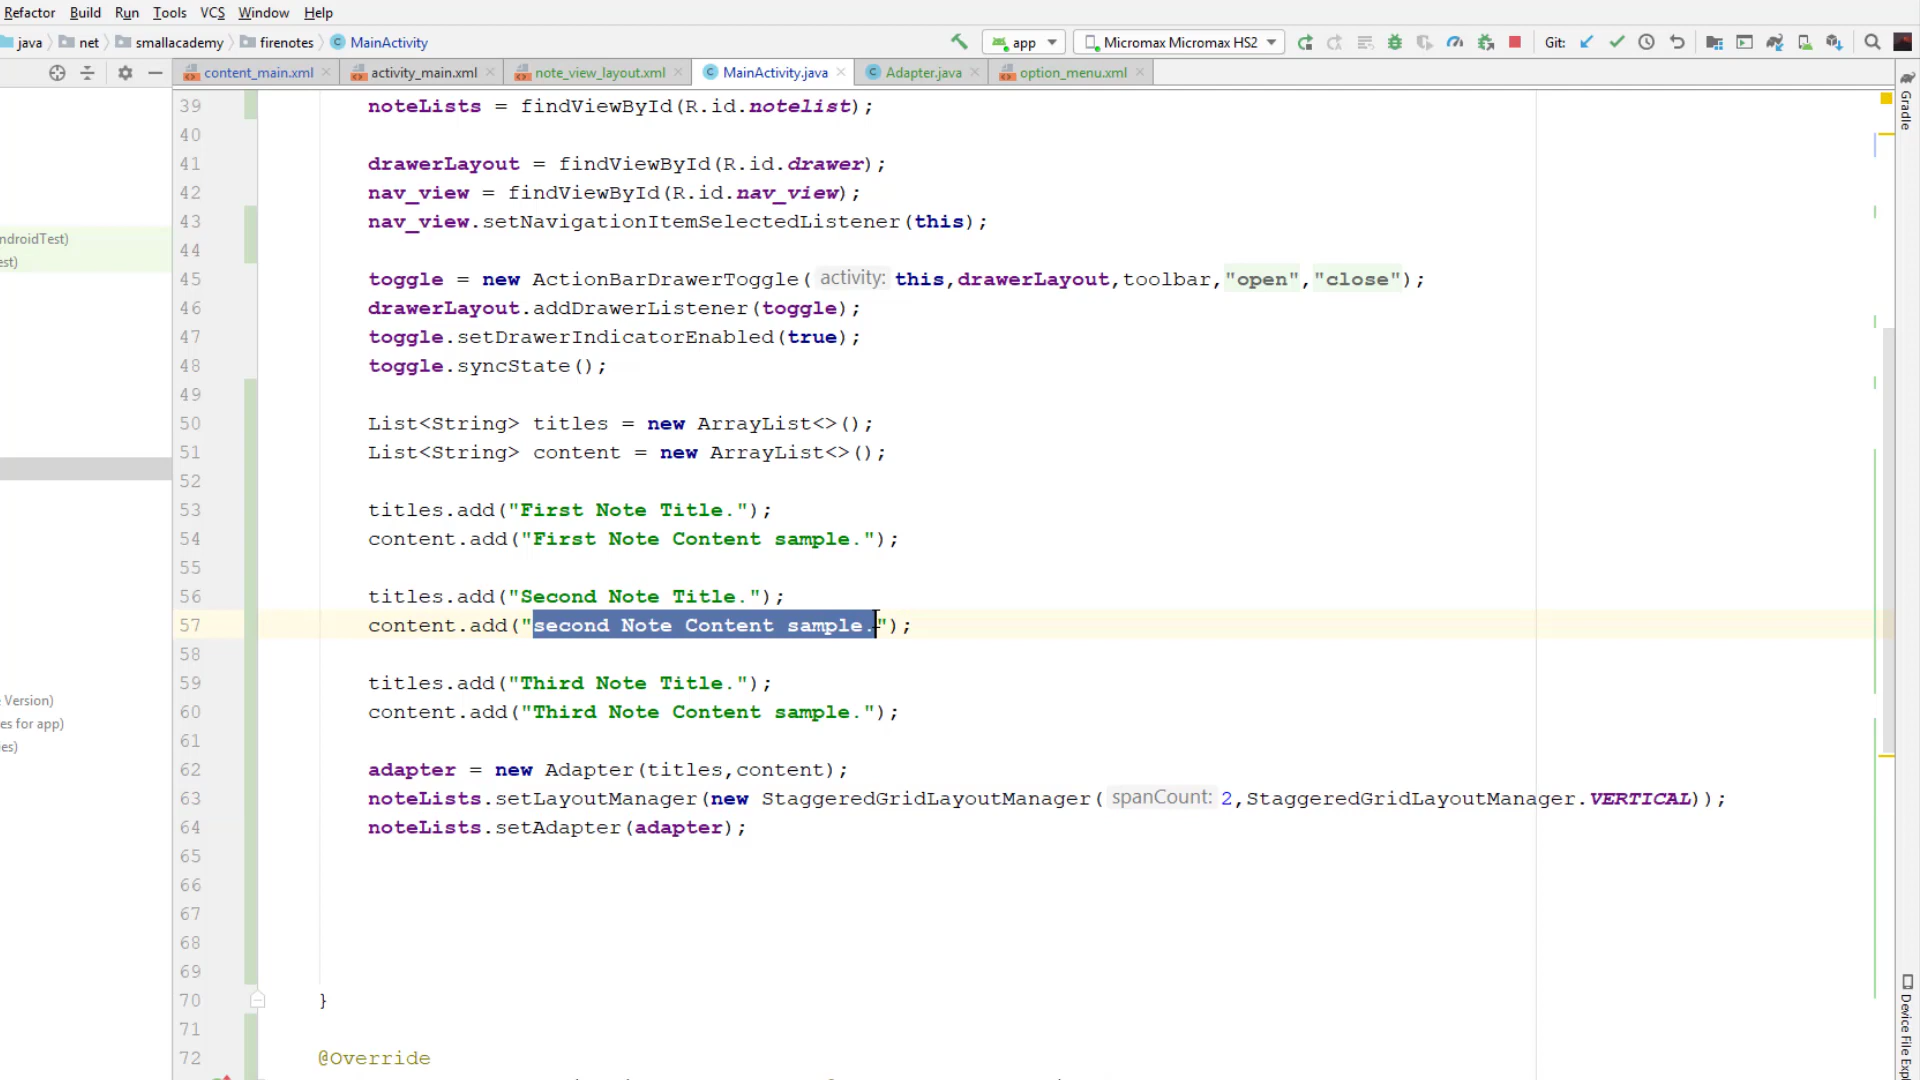 Refactor Build Run Tools VCS Window Help
java net smallacademy firenotes MainActivity app Micromax Micromax HS2 Git:
content_main.xml activity_main.xml note_view_layout.xml MainActivity.java Adapter.java option_menu.xml
Gradle
39 noteLists = findViewById(R.id.notelist);
40
41 drawerLayout = findViewById(R.id.drawer);
42 nav_view = findViewById(R.id.nav_view);
43 nav_view.setNavigationItemSelectedListener(this);
ndroidTest)
44
est)
45 toggle = new ActionBarDrawerToggle( activity: this,drawerLayout,toolbar,"open","close");
46 drawerLayout.addDrawerListener(toggle);
47 toggle.setDrawerIndicatorEnabled(true);
48 toggle.syncState();
49
50 List<String> titles = new ArrayList<>();
51 List<String> content = new ArrayList<>();
52
53 titles.add("First Note Title.");
54 content.add("First Note Content sample.");
55
56 titles.add("Second Note Title.");
57 content.add("second Note Content sample.");
58
59 titles.add("Third Note Title.");
Version)
60 content.add("Third Note Content sample.");
es for app)
61
ies)
62 adapter = new Adapter(titles,content);
63 noteLists.setLayoutManager(new StaggeredGridLayoutManager( spanCount: 2,StaggeredGridLayoutManager.VERTICAL));
64 noteLists.setAdapter(adapter);
65
66
67
68
69
70 }
71
72 @Override
Device File Exp